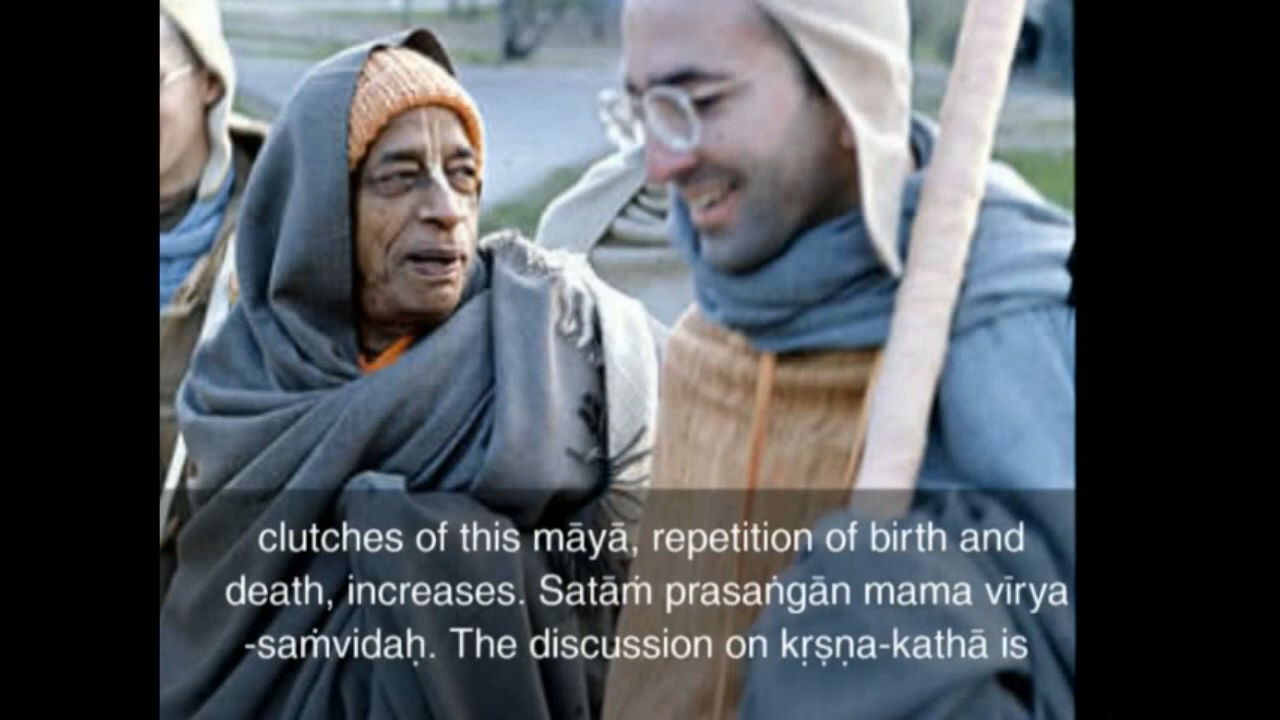 clutches of this māyā, repetition of birth and
death, increases. Satāṁ prasaṅgān mama vīrya
-saṁvidaḥ. The discussion on kṛṣṇa-kathā is